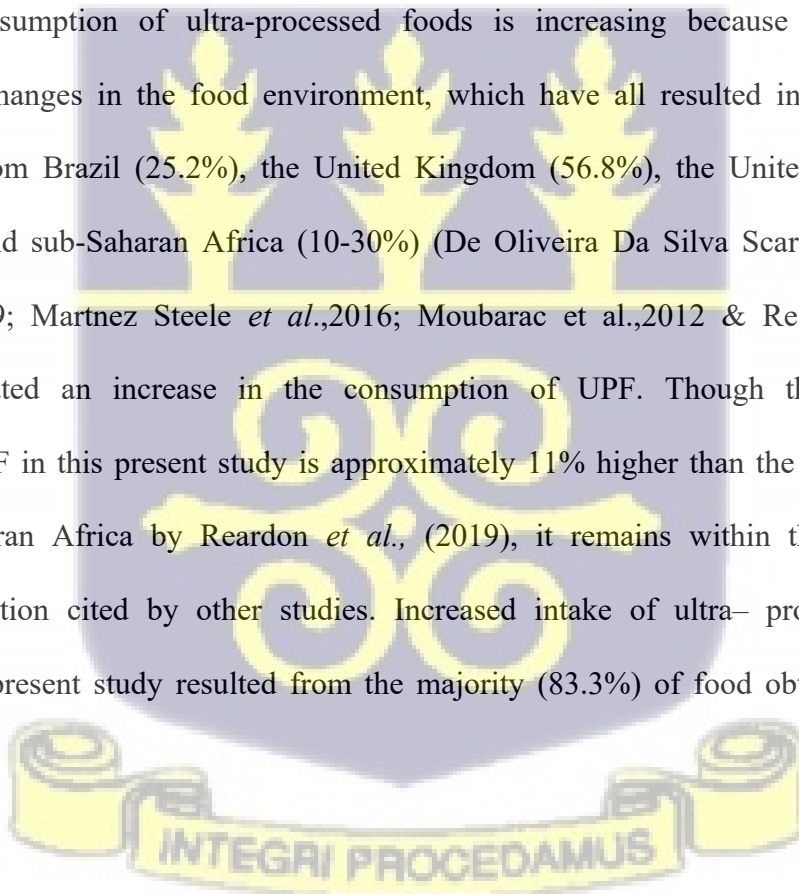 sumption of ultra-processed foods is increasing because
hanges in the food environment, which have all resulted in
om Brazil (25.2%), the United Kingdom (56.8%), the Unite
d sub-Saharan Africa (10-30%) (De Oliveira Da Silva Scar
9; Martnez Steele et al.,2016; Moubarac et al.,2012 & Re
ted an increase in the consumption of UPF. Though th
F in this present study is approximately 11% higher than the
ran Africa by Reardon et al., (2019), it remains within th
tion cited by other studies. Increased intake of ultra– pro
present study resulted from the majority (83.3%) of food obt
INTEGRI PROCEDAMUS